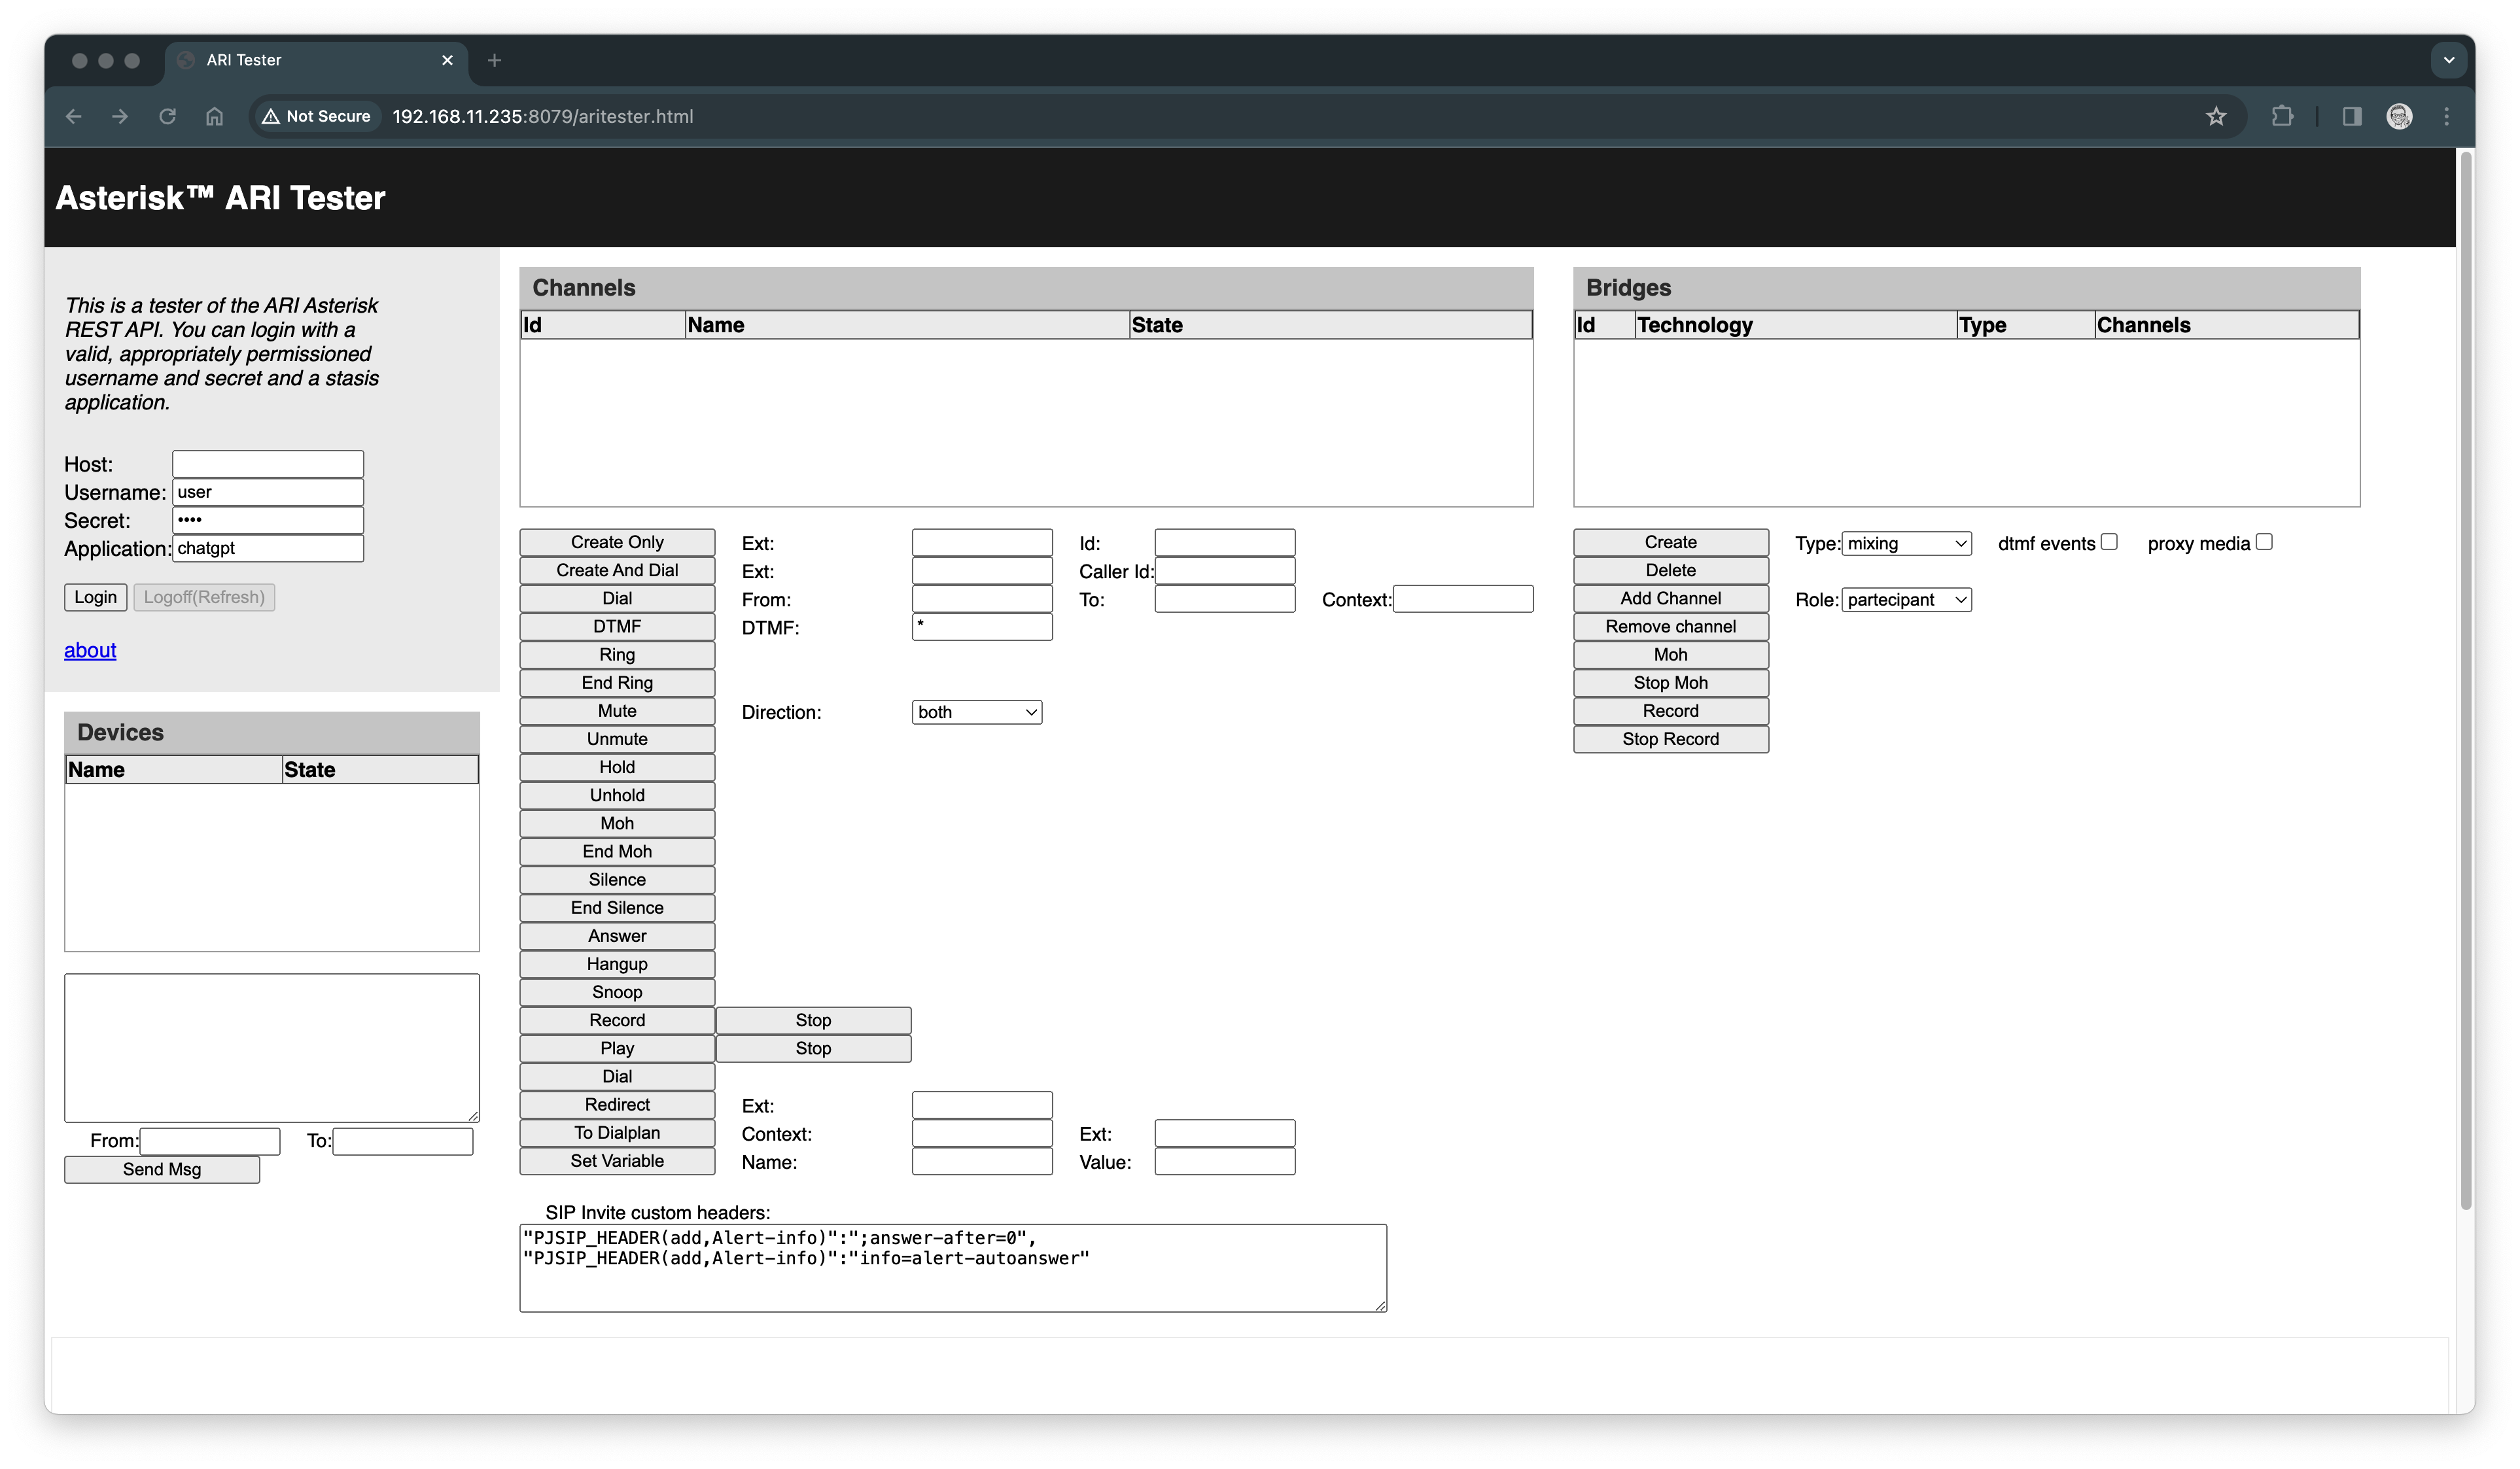 ARI Tester
Not Secure 192.168.11.235:8079/aritester.html
Asterisk™ ARI Tester
This is a tester of the ARI Asterisk
REST API. You can login with a
valid, appropriately permissioned
username and secret and a stasis
application.
Host:
Username: user
Secret: ••••
Application: chatgpt
Login Logoff(Refresh)
about
Devices
Name State
From: To:
Send Msg
Channels
Id Name State
Create Only Ext: Id:
Create And Dial Ext: Caller Id:
Dial From: To: Context:
DTMF DTMF: *
Ring
End Ring
Mute Direction: both
Unmute
Hold
Unhold
Moh
End Moh
Silence
End Silence
Answer
Hangup
Snoop
Record Stop
Play Stop
Dial
Redirect Ext:
To Dialplan Context: Ext:
Set Variable Name: Value:
SIP Invite custom headers:
"PJSIP_HEADER(add,Alert-info)":";answer-after=0",
"PJSIP_HEADER(add,Alert-info)":"info=alert-autoanswer"
Bridges
Id Technology Type Channels
Create Type: mixing dtmf events proxy media
Delete
Add Channel Role: partecipant
Remove channel
Moh
Stop Moh
Record
Stop Record